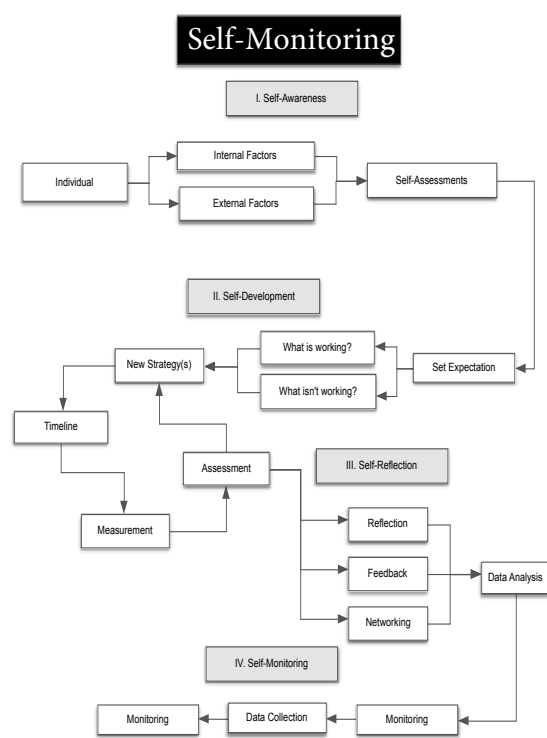 Self-Monitoring
I. Self-Awareness
Internal Factors
Individual
Self-Assessments
External Factors
II. Self-Development
What is working?
New Strategy(s)
Set Expectation
What isn't working?
Timeline
Assessment
III. Self-Reflection
Measurement
Reflection
Feedback
Data Analysis
Networking
IV. Self-Monitoring
Monitoring
Data Collection
Monitoring